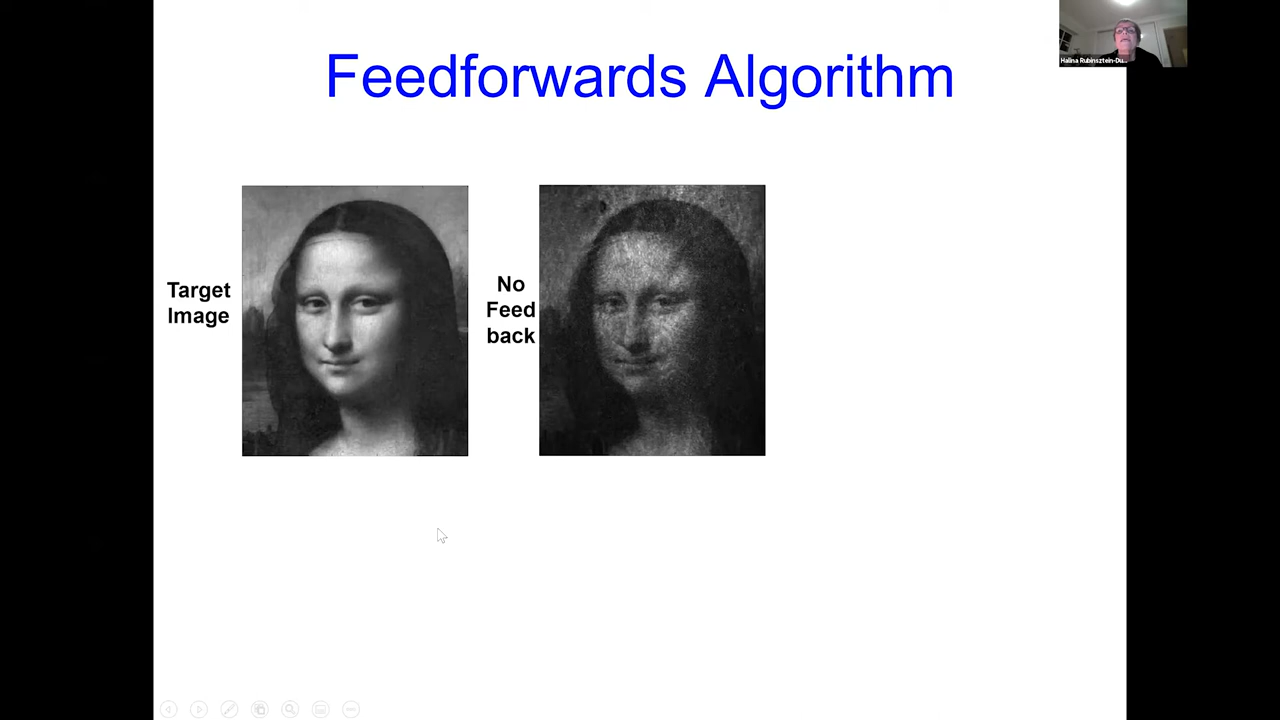 Feedforwards Algorithm
Halina Rubinsztein-Du...
Target
Image
No
Feed
back